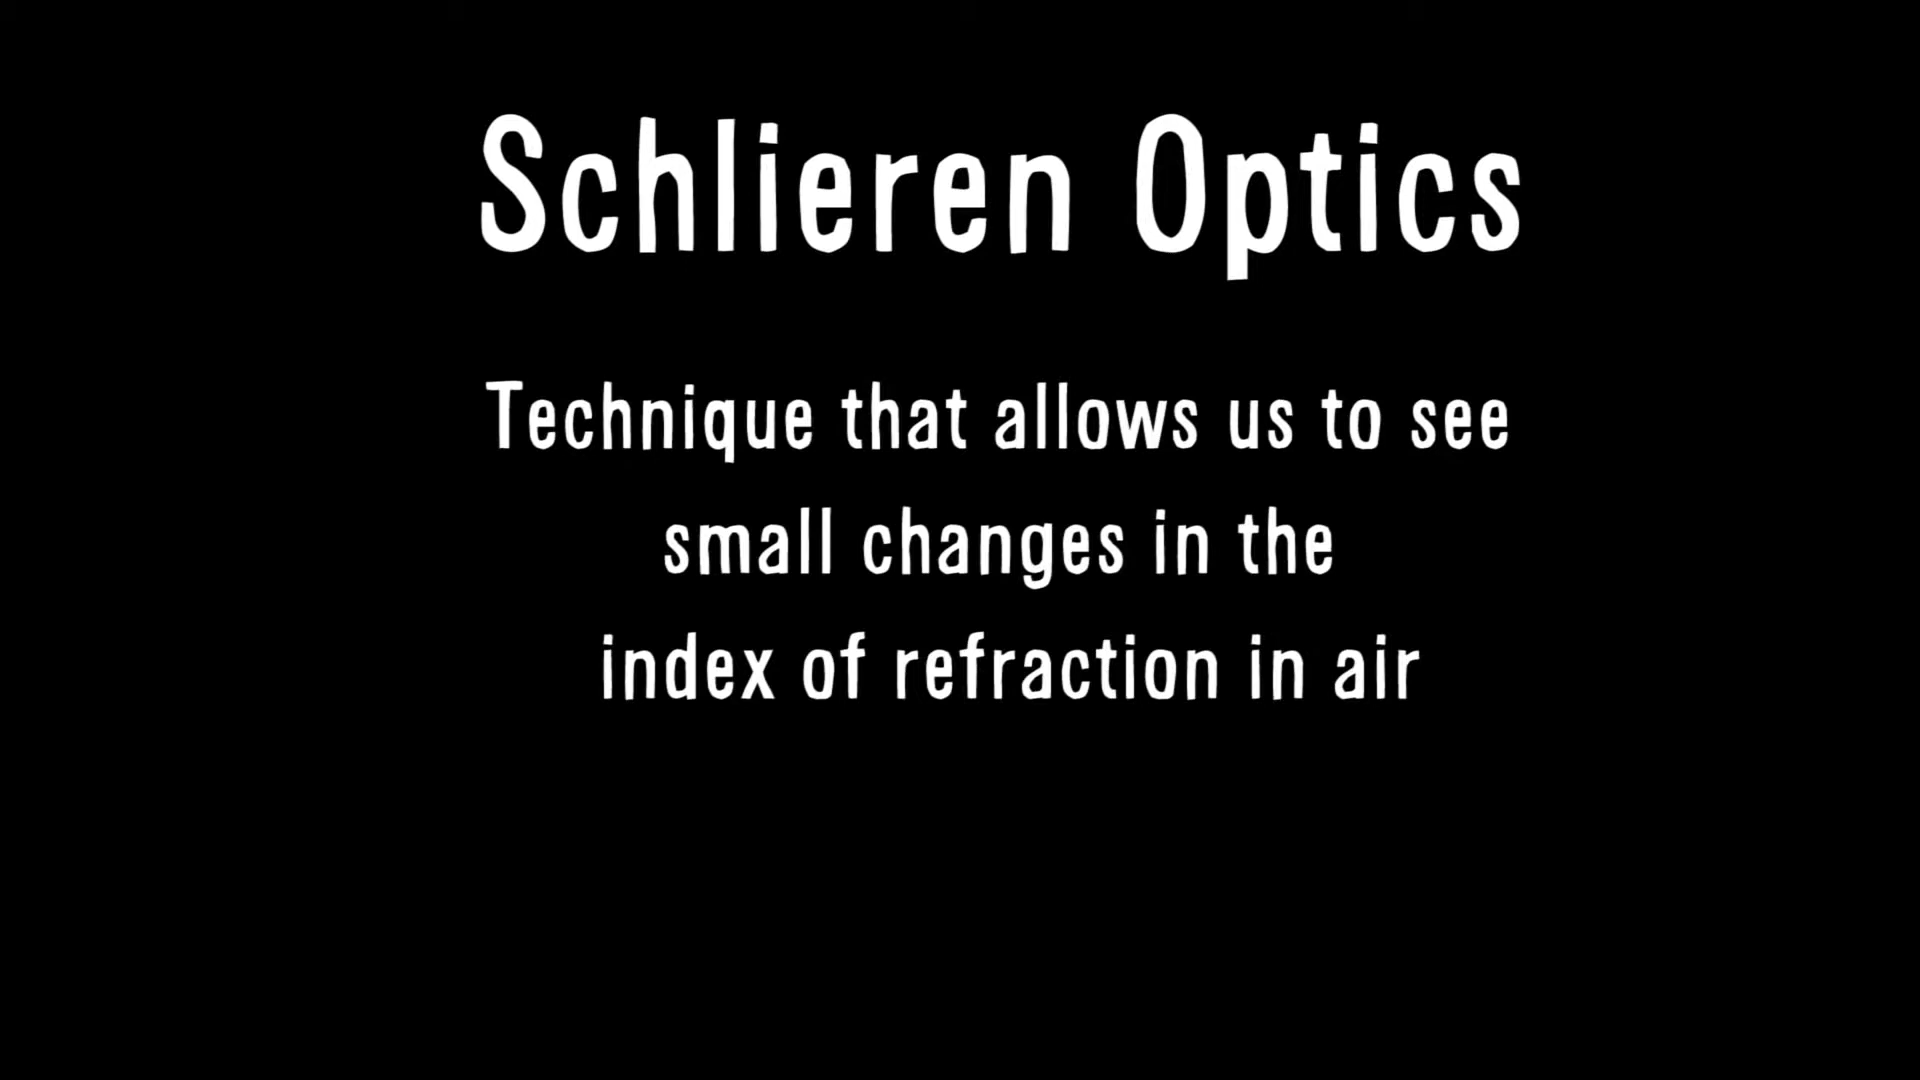 Schlieren Optics
Technique that allows us to see
small changes in the
index of refraction in air